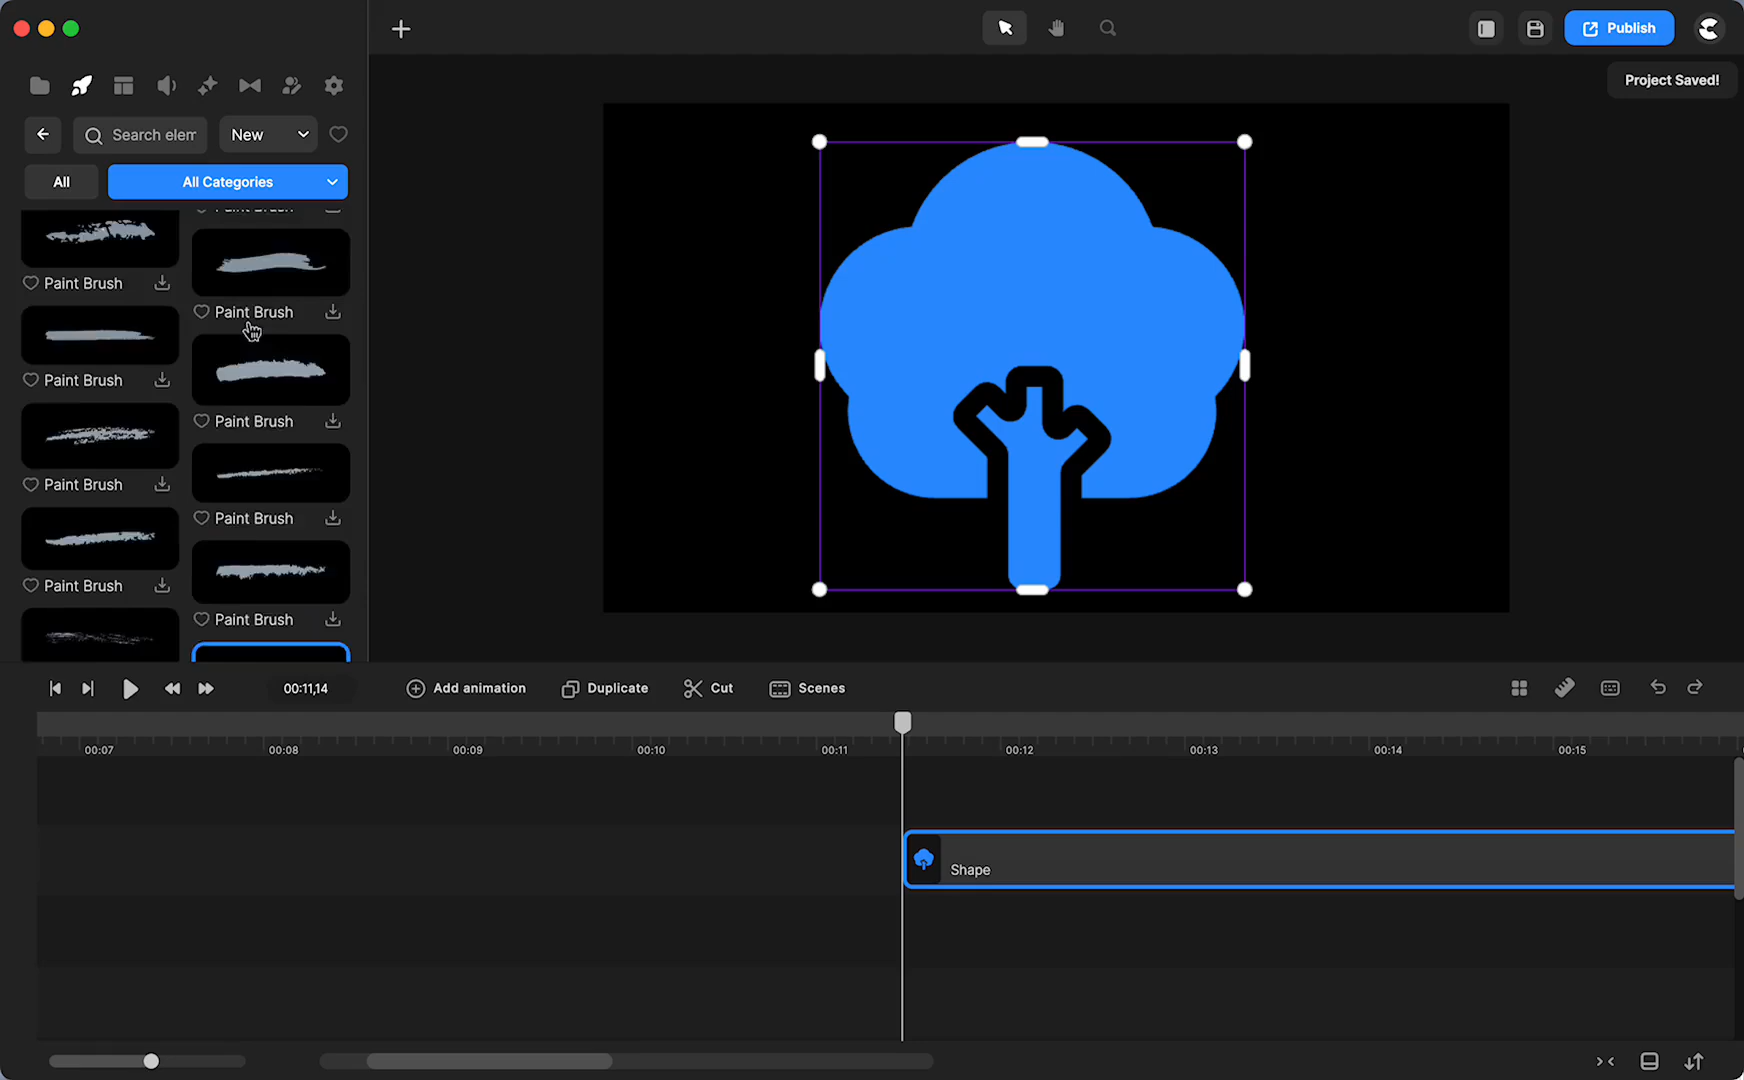 Publish
Project Saved!
Search elem
New
All
All Categories
Paint Brush
Paint Brush
Paint Brush
Paint Brush
Paint Brush
Paint Brush
Paint Brush
Paint Brush
Paint Brush
00:11,14
Add animation
Duplicate
Cut
Scenes
00:07
00:08
00:09
00:10
00:11
00:12
00:13
00:14
00:15
Shape